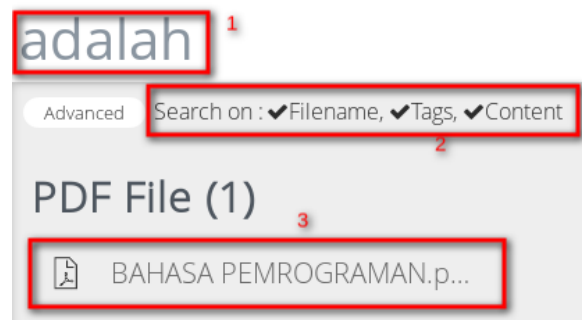 adalah 1
Advanced Search on : ✔Filename, ✔Tags, ✔Content
2
PDF File (1)
3
BAHASA PEMROGRAMAN.p...